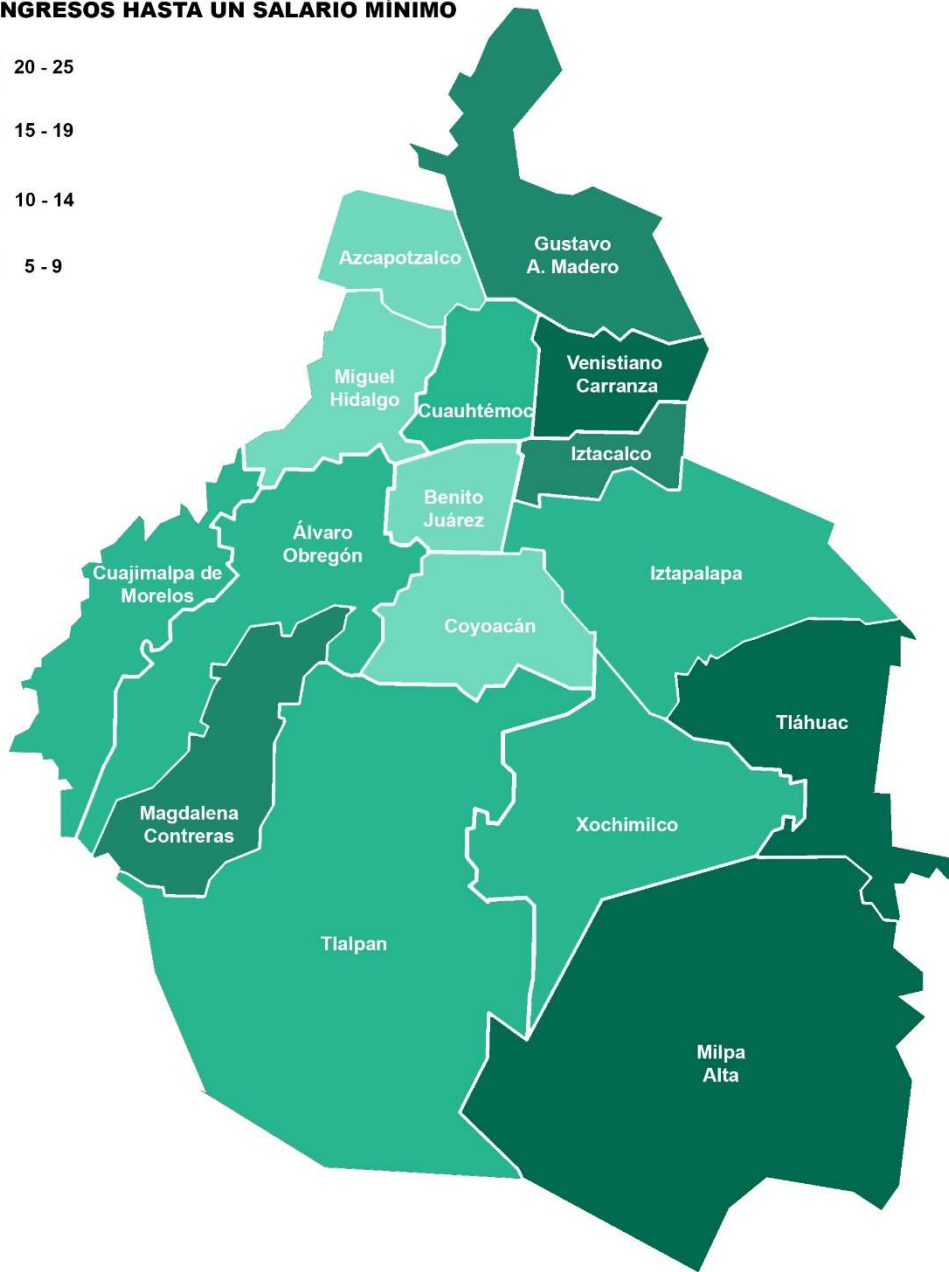 NGRESOS HASTA UN SALARIO MÍNIMO
20 - 25
15 - 19
10 - 14
5 - 9
Gustavo
A. Madero
Azcapotzalco
Venistiano
Carranza
Miguel
Hidalgo
Cuauhtémoc
Iztacalco
Benito
Juárez
Álvaro
Obregón
Cuajimalpa de
Morelos
Iztapalapa
Coyoacán
Tláhuac
Magdalena
Contreras
Xochimilco
Tlalpan
Milpa
Alta